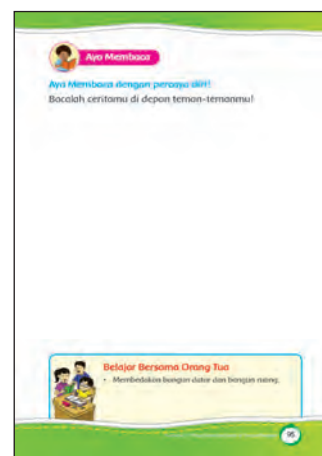 Ayo Membaca
Ayo Membaca dengan percaya diri!
Bacalah ceritamu di depan teman-temanmu!
Belajar Bersama Orang Tua
• Membedakan bangun datar dan bangun ruang.